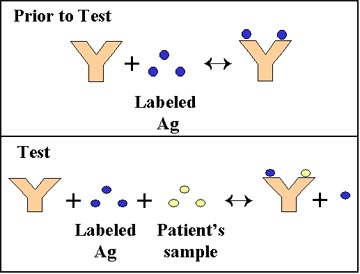 Prior to Test
+ ↔
Labeled
Ag
Test
+ + ↔ +
Labeled Patient's
Ag sample